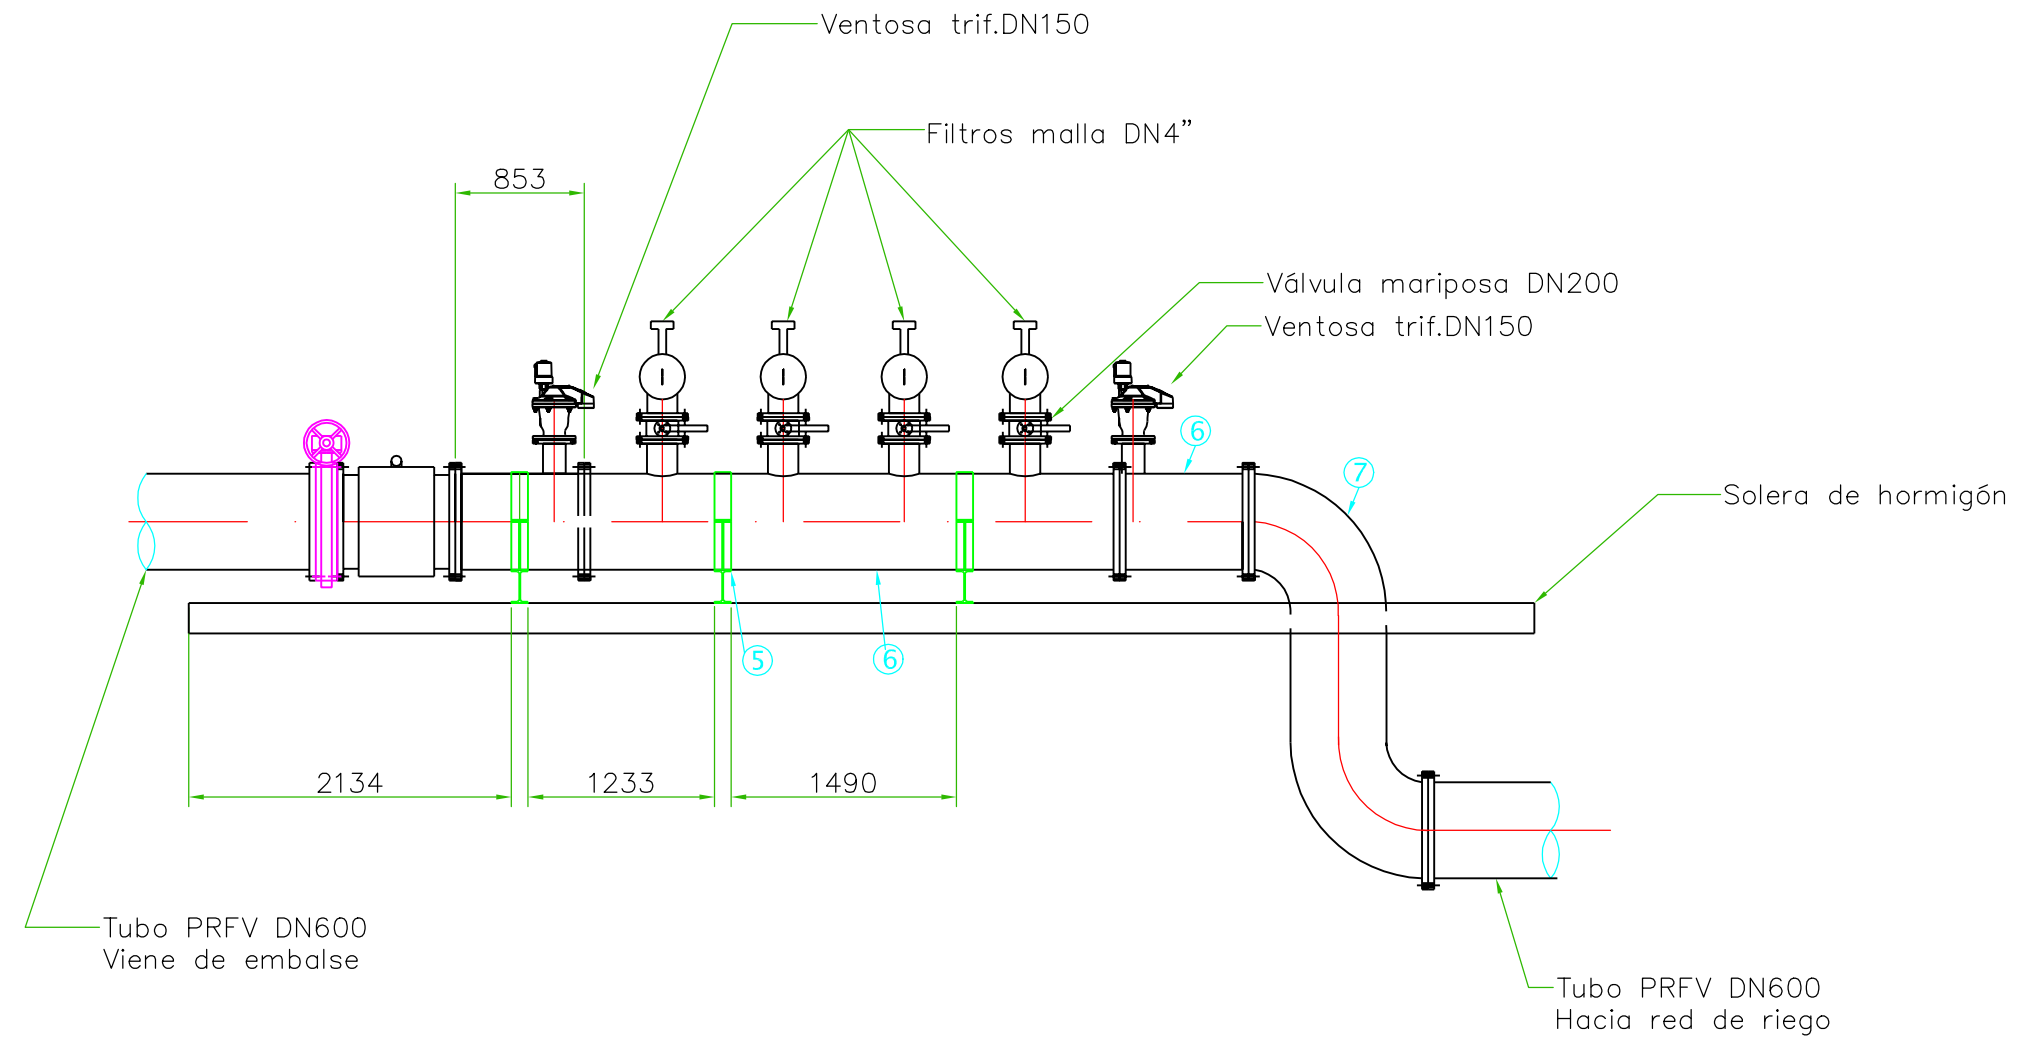 Ventosa trif.DN150
Filtros malla DN4”
853
Válvula mariposa DN200
Ventosa trif.DN150
6
7
Solera de hormigón
5
6
2134
1233
1490
Tubo PRFV DN600
Viene de embalse
Tubo PRFV DN600
Hacia red de riego